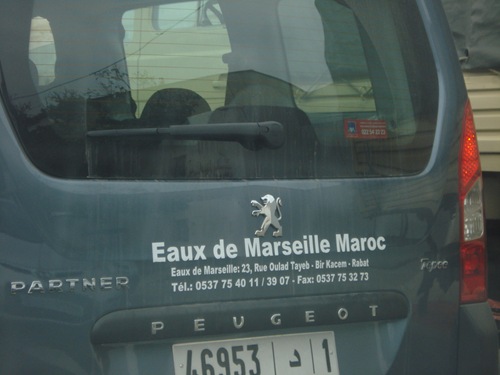 Eaux de Marseille Maroc
Eaux de Marseille: 23, Rue Oulad Tayeb - Bir Kacem - Rabat
Tél.: 0537 75 40 11 / 39 07 - Fax: 0537 75 32 73
PARTNER
PEUGEOT
46953 | د | 1